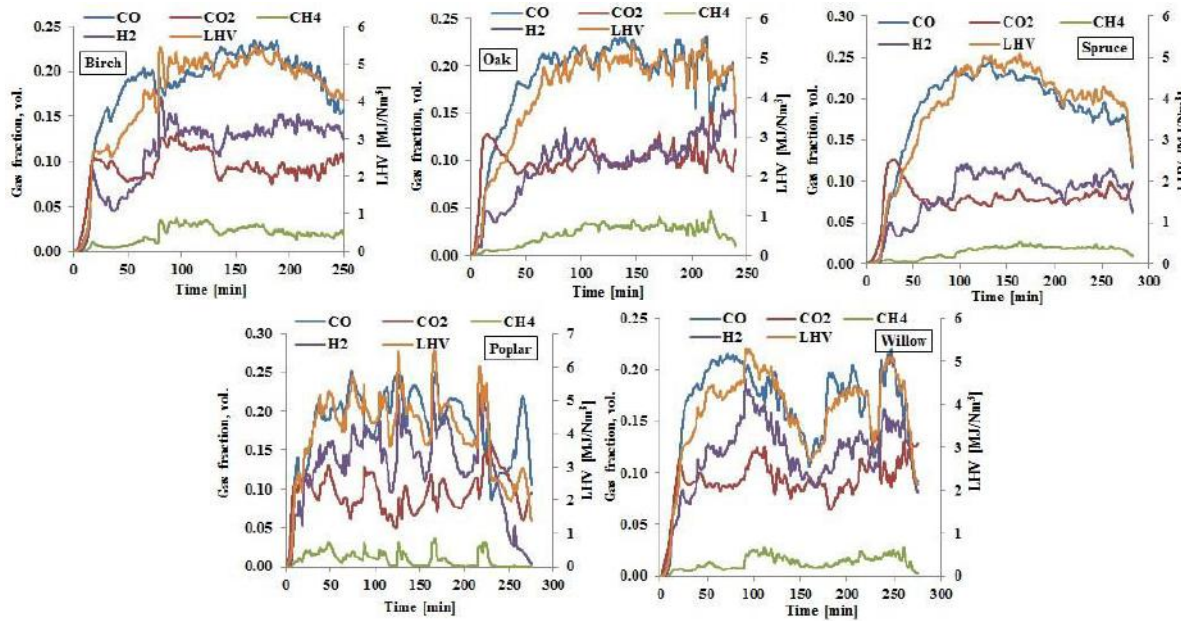 CO CO2 CH4
H2 LHV
Birch
0.25
0.20
0.15
0.10
0.05
0.00
Gas fraction, vol.
6
5
4
3
2
1
0
LHV [MJ/Nm³]
0 50 100 150 200 250
Time [min]
CO CO2 CH4
H2 LHV
Oak
0.25
0.20
0.15
0.10
0.05
0.00
Gas fraction, vol.
6
5
4
3
2
1
0
LHV [MJ/Nm³]
0 50 100 150 200 250
Time [min]
CO CO2 CH4
H2 LHV
Spruce
0.30
0.25
0.20
0.15
0.10
0.05
0.00
Gas fraction, vol.
6
5
4
3
2
1
0
LHV [MJ/Nm³]
0 50 100 150 200 250 300
Time [min]
CO CO2 CH4
H2 LHV
Poplar
0.30
0.25
0.20
0.15
0.10
0.05
0.00
Gas fraction, vol.
7
6
5
4
3
2
1
0
LHV [MJ/Nm³]
0 50 100 150 200 250 300
Time [min]
CO CO2 CH4
H2 LHV
Willow
0.25
0.20
0.15
0.10
0.05
0.00
Gas fraction, vol.
6
5
4
3
2
1
0
LHV [MJ/Nm³]
0 50 100 150 200 250 300
Time [min]